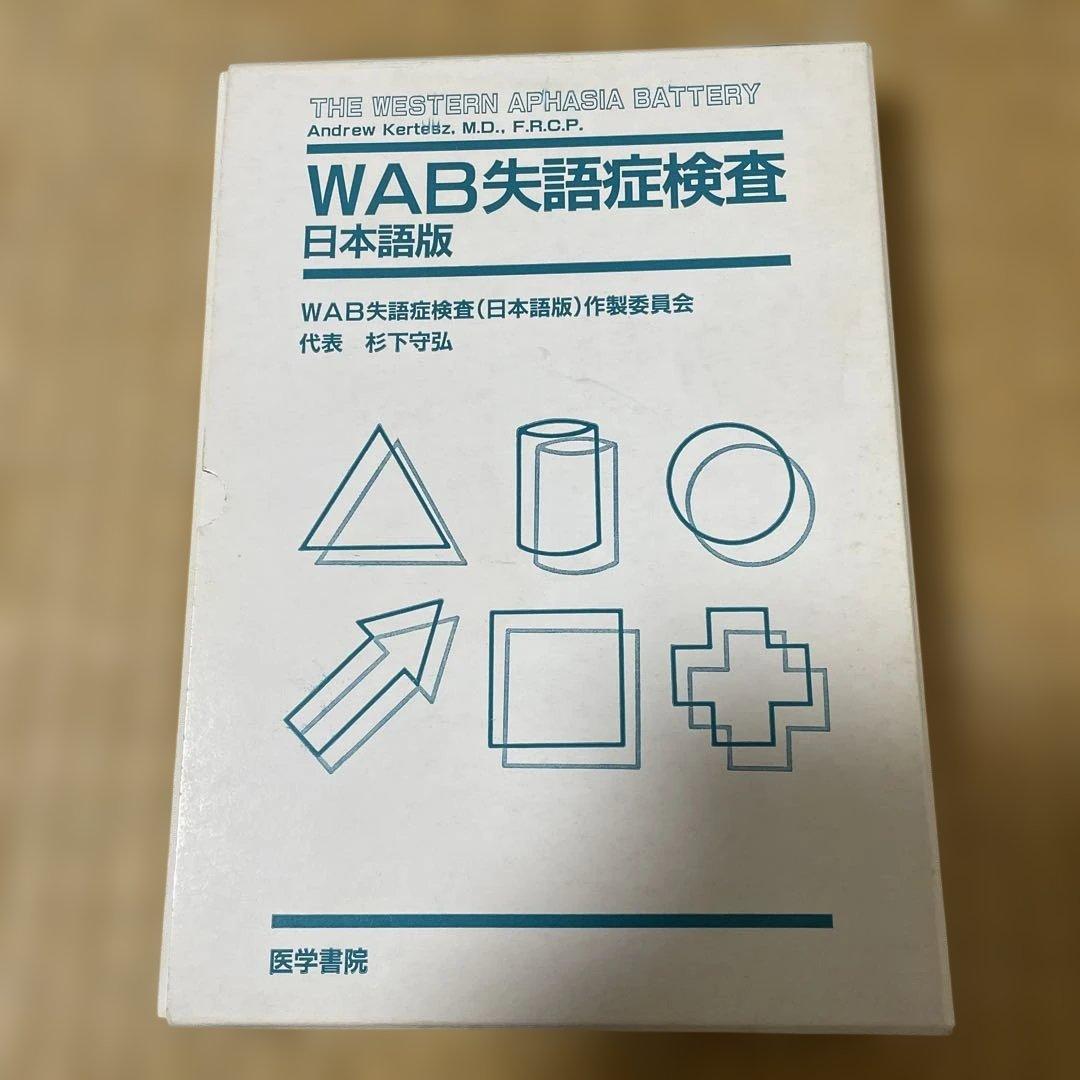 THE WESTERN APHASIA BATTERY
Andrew Kertesz, M.D., F.R.C.P.
WAB失語症検査
日本語版
WAB失語症検査(日本語版)作製委員会
代表 杉下守弘
医学書院